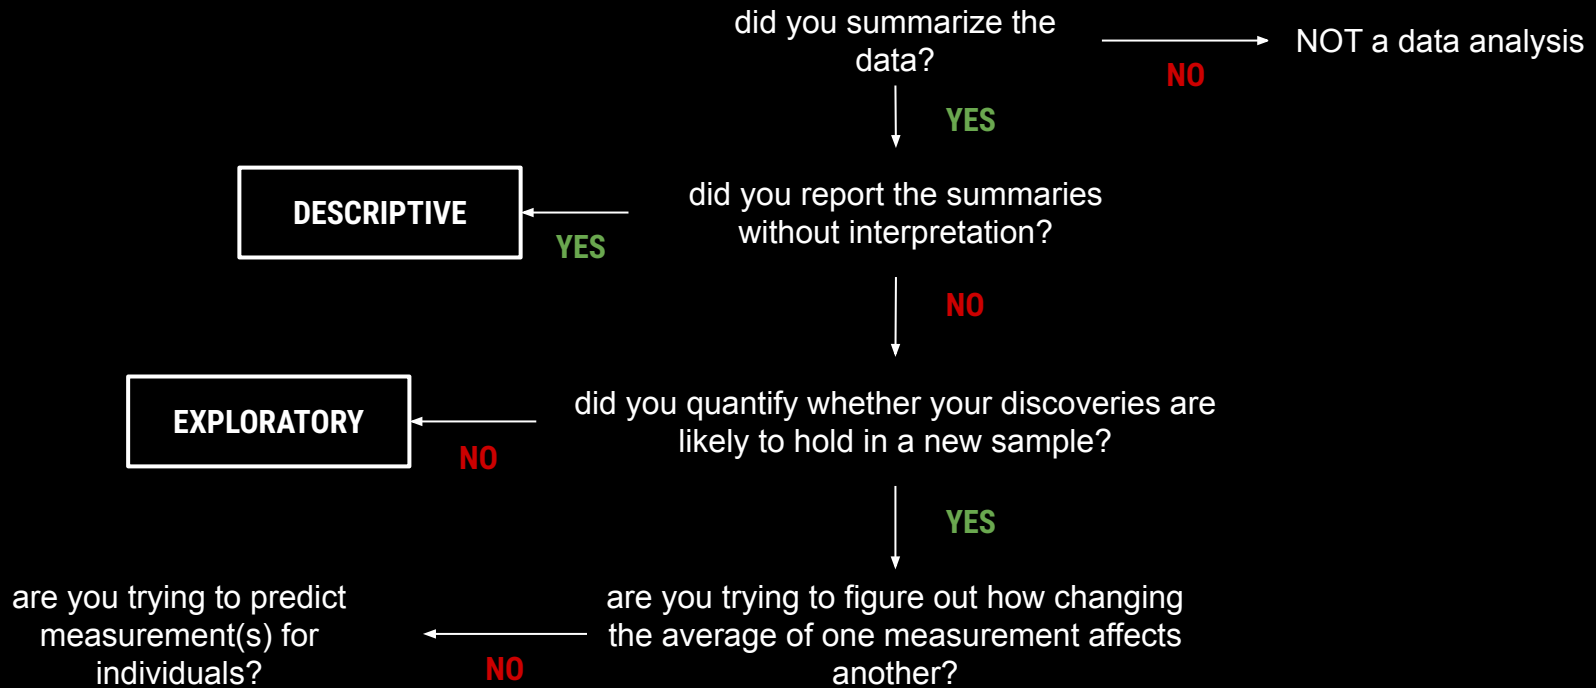 did you summarize the
data?
NO
NOT a data analysis
YES
DESCRIPTIVE
YES
did you report the summaries
without interpretation?
NO
EXPLORATORY
NO
did you quantify whether your discoveries are
likely to hold in a new sample?
YES
are you trying to predict
measurement(s) for
individuals?
NO
are you trying to figure out how changing
the average of one measurement affects
another?